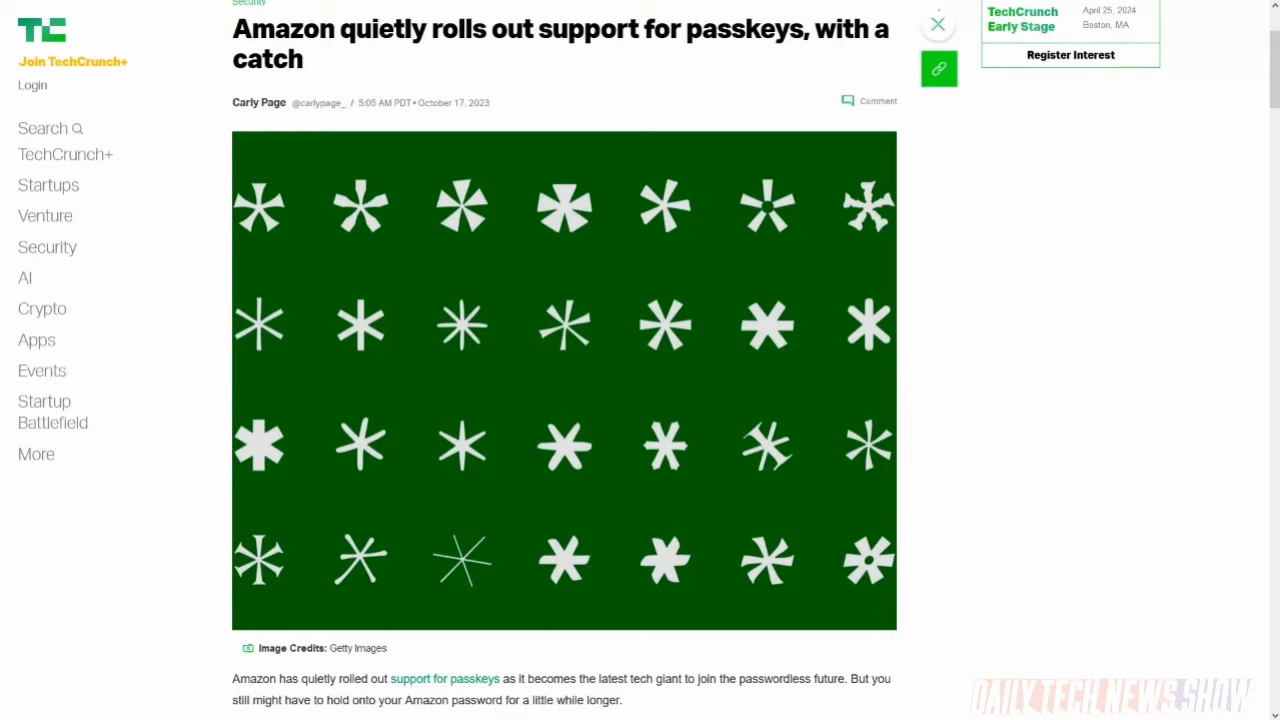 Security
TC
Join TechCrunch+
Login
Search
TechCrunch+
Startups
Venture
Security
AI
Crypto
Apps
Events
Startup
Battlefield
More
Amazon quietly rolls out support for passkeys, with a
catch
Carly Page @carlypage_ / 5:05 AM PDT • October 17, 2023
Comment
Image Credits: Getty Images
Amazon has quietly rolled out support for passkeys as it becomes the latest tech giant to join the passwordless future. But you
still might have to hold onto your Amazon password for a little while longer.
TechCrunch
Early Stage
April 25, 2024
Boston, MA
Register Interest
DAILY TECH NEWS SHOW